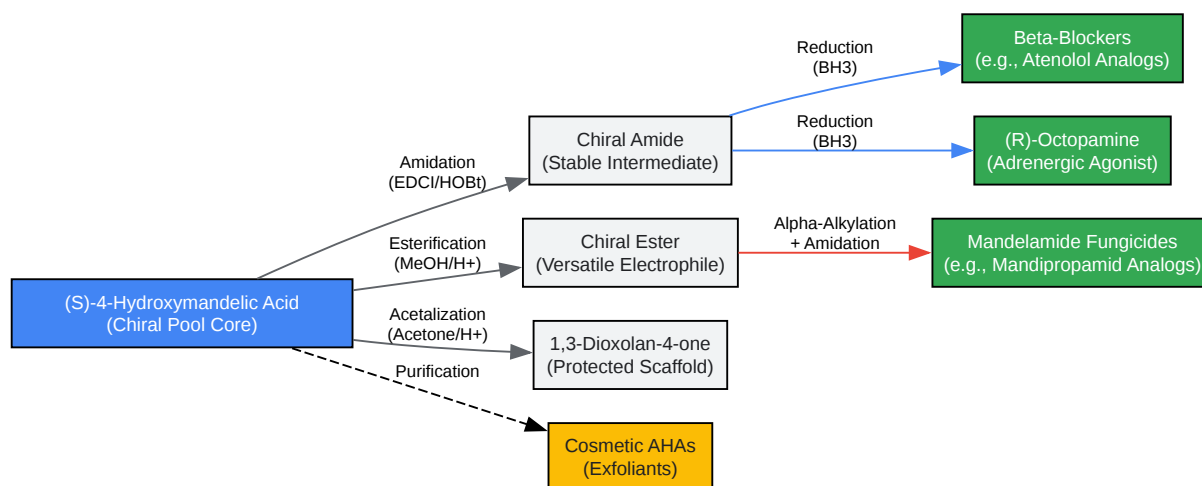 Beta-Blockers
(e.g., Atenolol Analogs)
Reduction
(BH3)
Chiral Amide
(Stable Intermediate)
Reduction
(BH3)
(R)-Octopamine
(Adrenergic Agonist)
Amidation
(EDCI/HOBt)
Esterification
(MeOH/H+)
Chiral Ester
(Versatile Electrophile)
Alpha-Alkylation
+ Amidation
Mandelamide Fungicides
(e.g., Mandipropamid Analogs)
(S)-4-Hydroxymandelic Acid
(Chiral Pool Core)
Acetalization
(Acetone/H+)
1,3-Dioxolan-4-one
(Protected Scaffold)
Purification
Cosmetic AHAs
(Exfoliants)